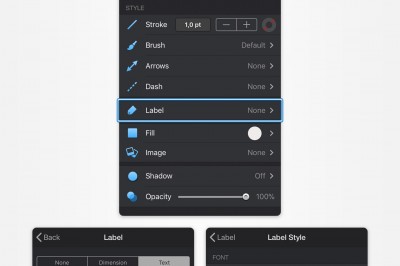 STYLE
Stroke 1,0 pt
Brush Default
Arrows None
Dash None
Label None
Fill
Image None
Shadow Off
Opacity 100%
Back Label
None Dimension Text
Label Label Style
FONT